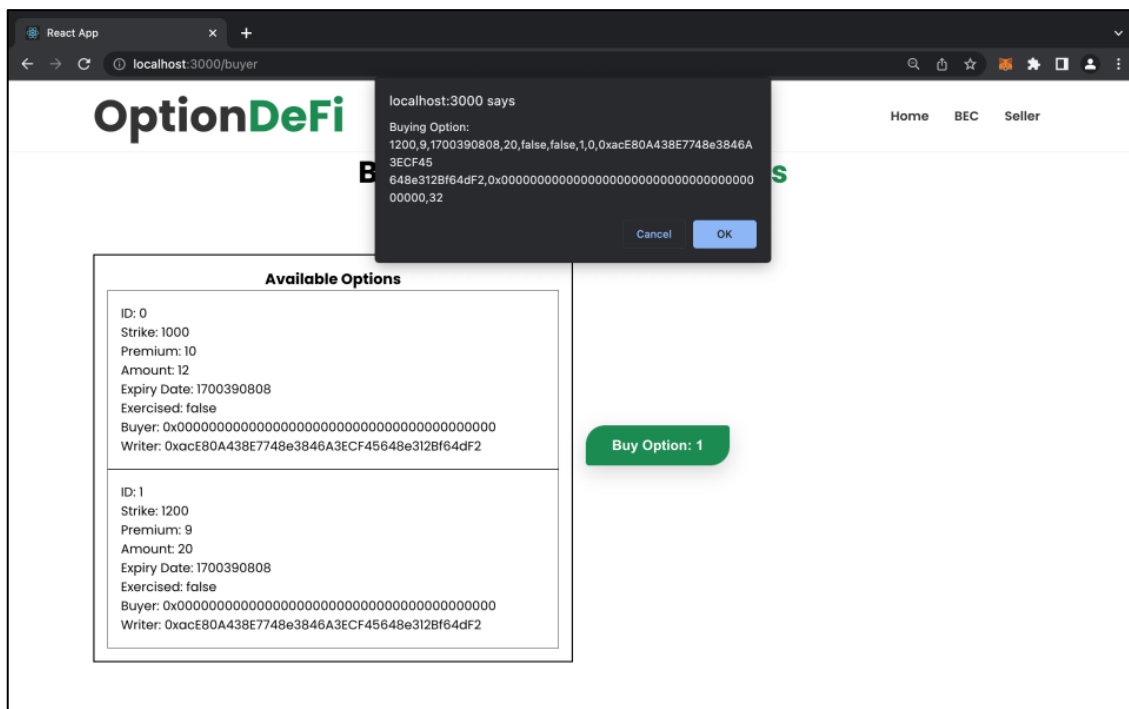 React App
localhost:3000/buyer
OptionDeFi
Home BEC Seller
localhost:3000 says
Buying Option:
1200,9,1700390808,20,false,false,1,0,0xacE80A438E7748e3846A
3ECF45
648e312Bf64dF2,0x00000000000000000000000000000000000
00000,32
Cancel OK
B
s
Available Options
ID: 0
Strike: 1000
Premium: 10
Amount: 12
Expiry Date: 1700390808
Exercised: false
Buyer: 0x0000000000000000000000000000000000000000
Writer: 0xacE80A438E7748e3846A3ECF45648e312Bf64dF2
Buy Option: 1
ID: 1
Strike: 1200
Premium: 9
Amount: 20
Expiry Date: 1700390808
Exercised: false
Buyer: 0x0000000000000000000000000000000000000000
Writer: 0xacE80A438E7748e3846A3ECF45648e312Bf64dF2